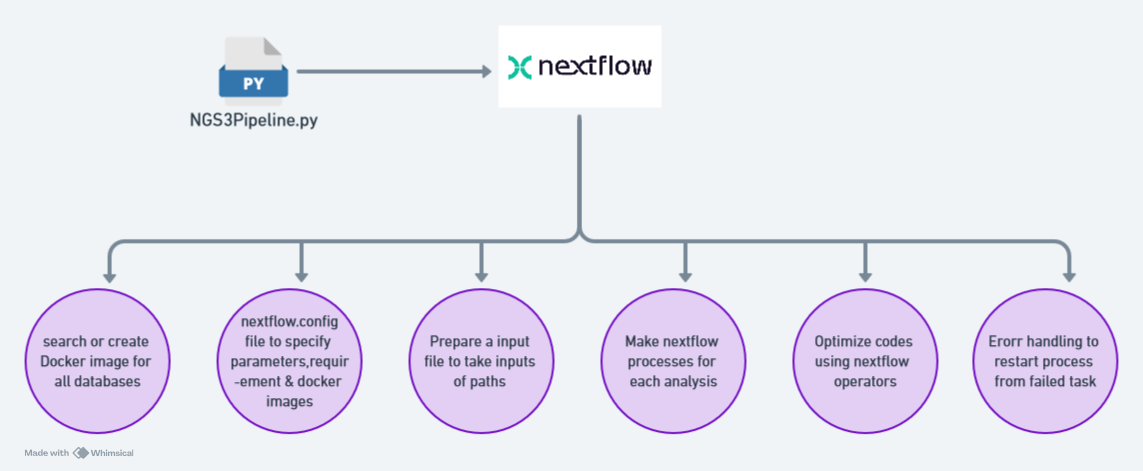 PY
NGS3Pipeline.py
nextflow
search or create
Docker image for
all databases
nextflow.config
file to specify
parameters,requir
-ement & docker
images
Prepare a input
file to take inputs
of paths
Make nextflow
processes for
each analysis
Optimize codes
using nextflow
operators
Erorr handling to
restart process
from failed task
Made with Whimsical